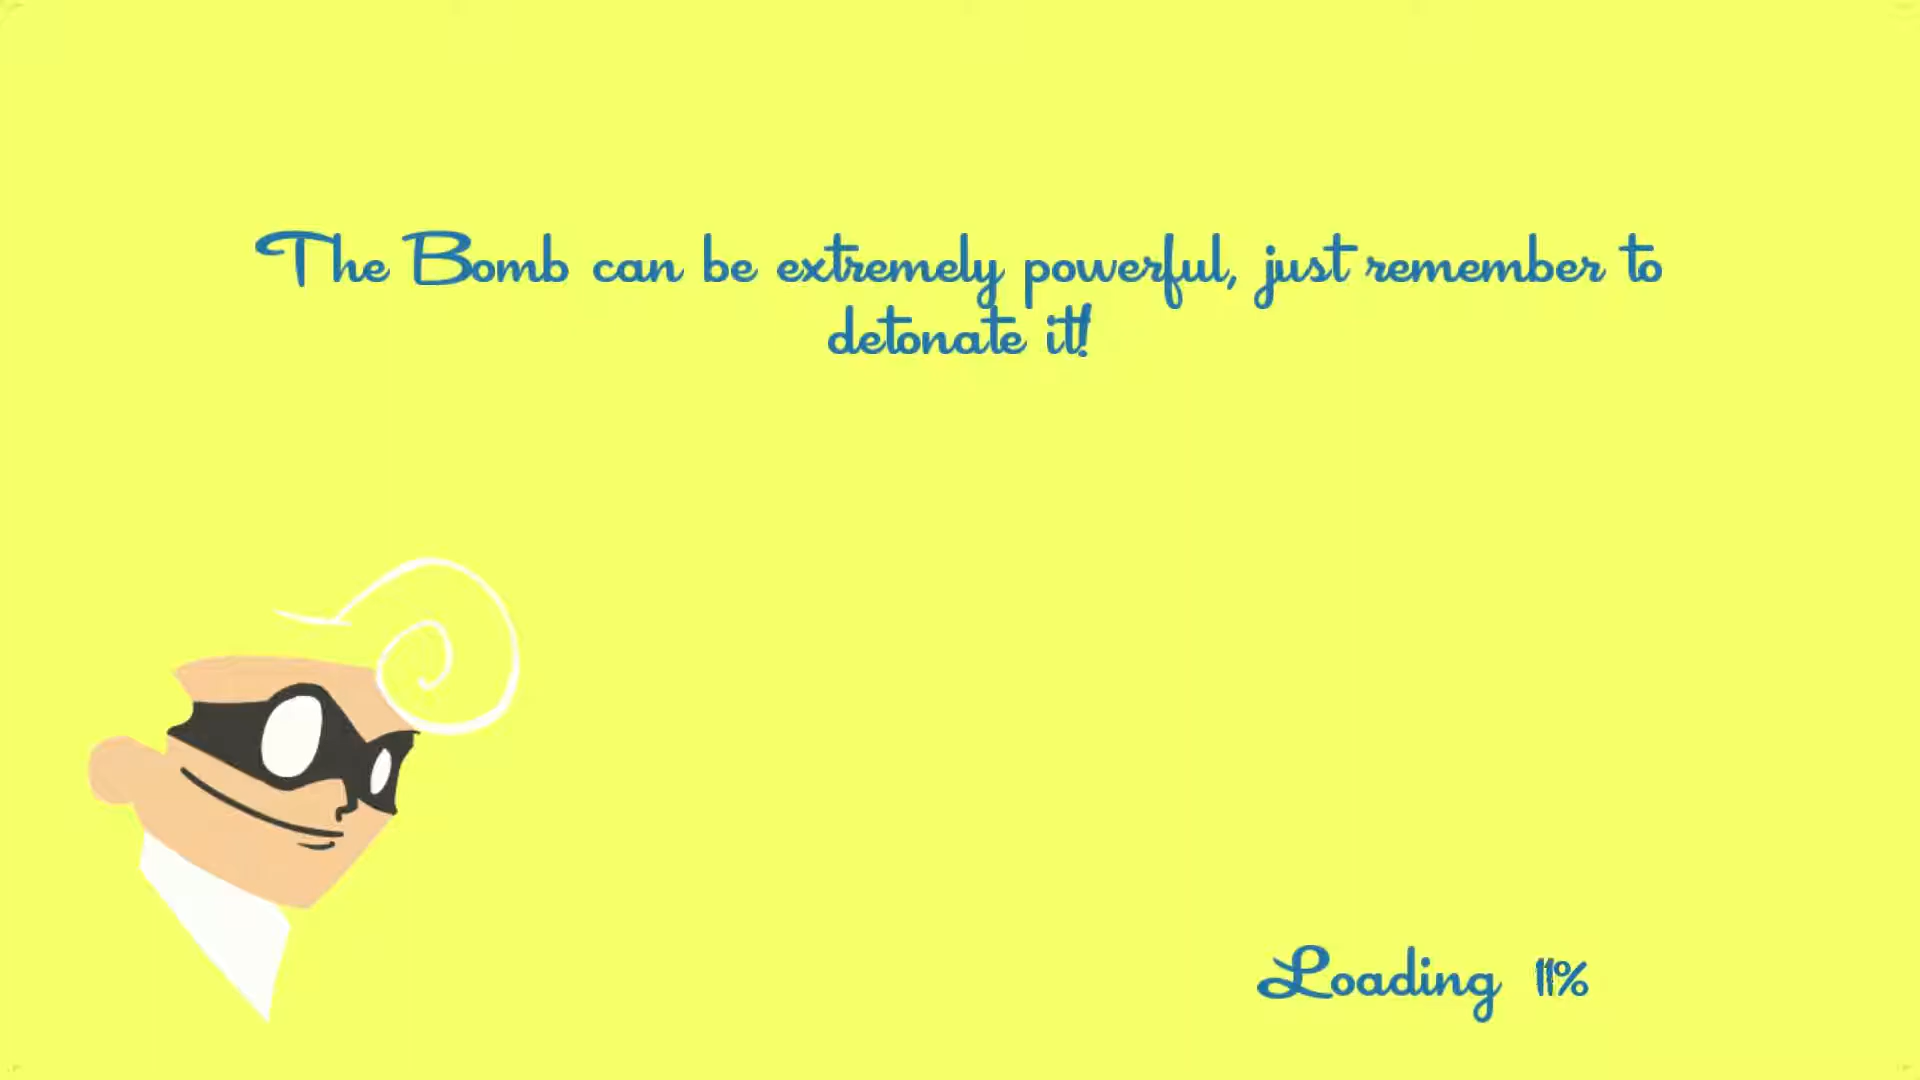 The Bomb can be extremely powerful, just remember to
detonate it!
Loading 11%